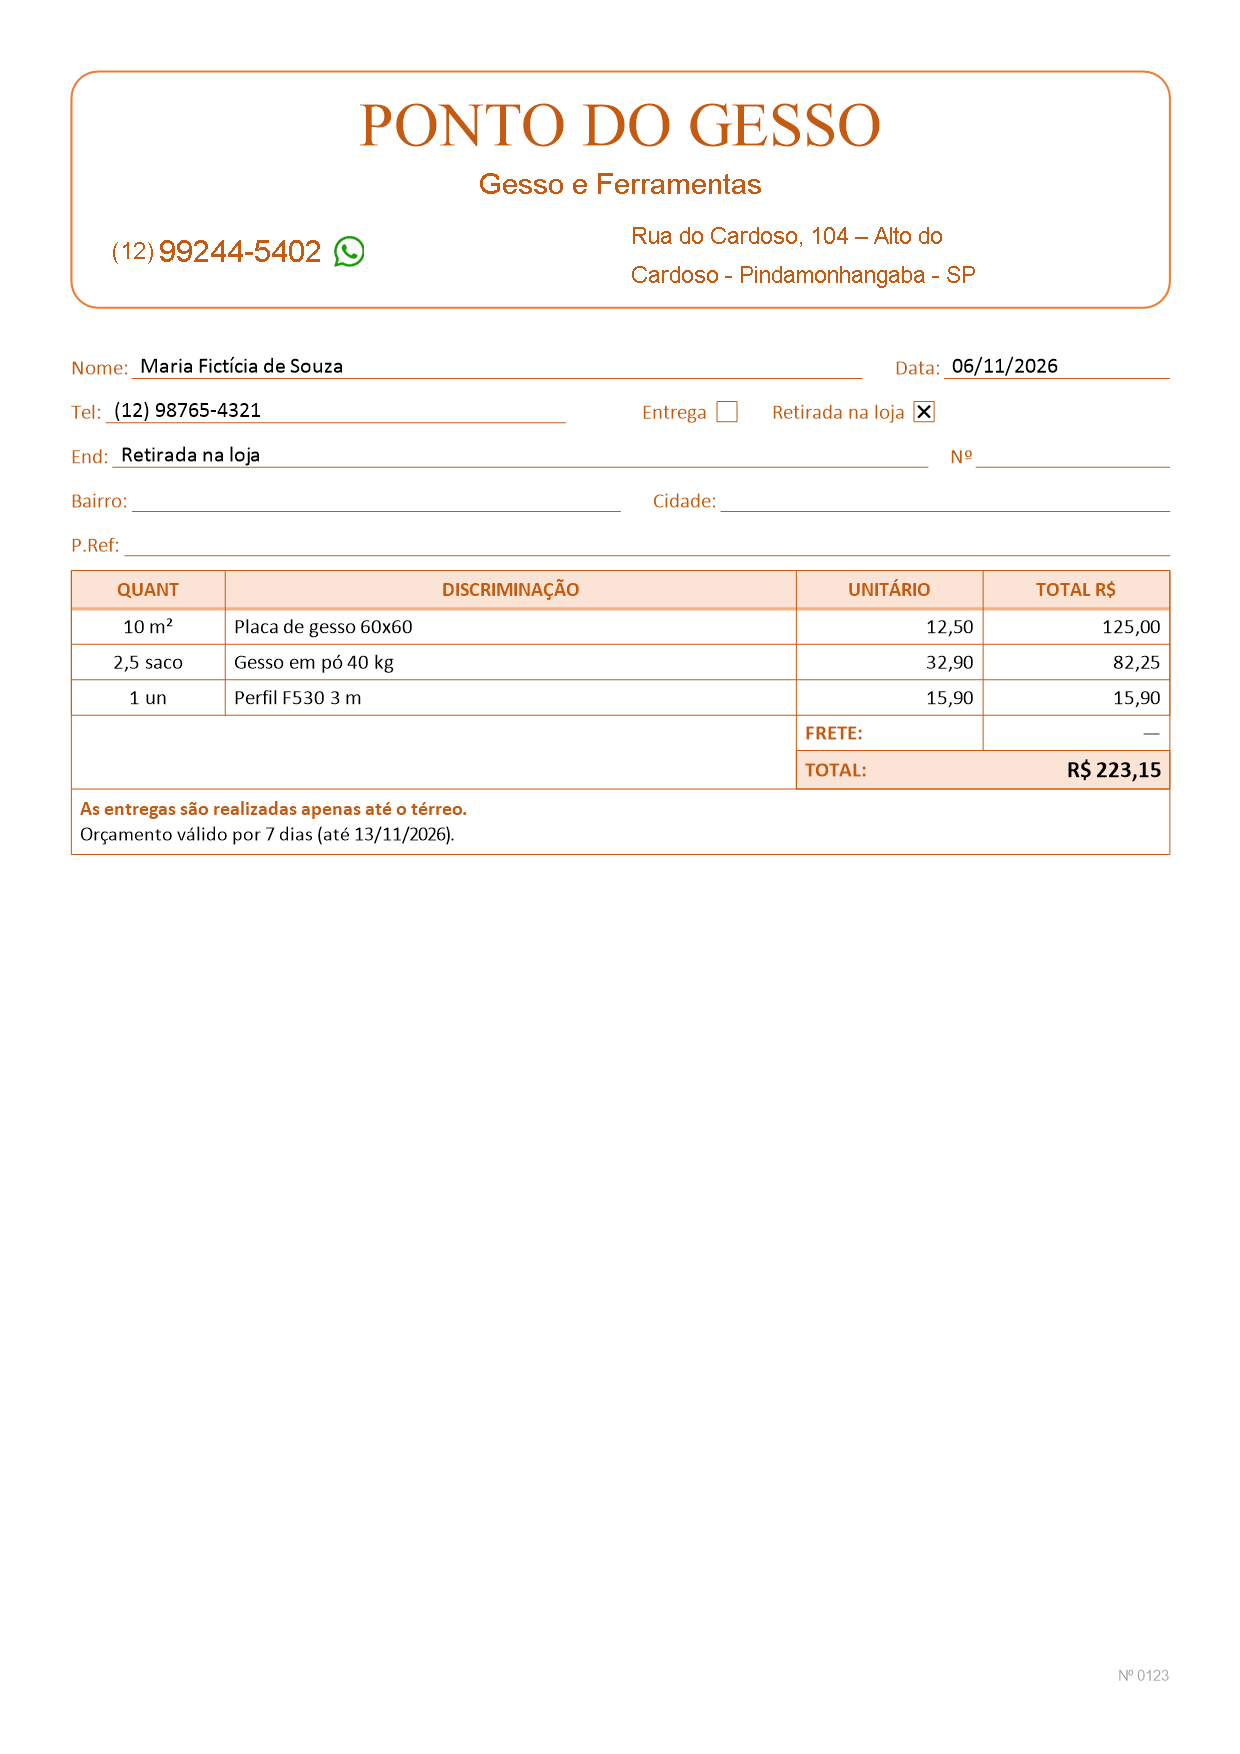 PONTO DO GESSO
Gesso e Ferramentas
(12) 99244-5402
Rua do Cardoso, 104 – Alto do
Cardoso - Pindamonhangaba - SP
Nome: Maria Fictícia de Souza Data: 06/11/2026
Tel: (12) 98765-4321 Entrega Retirada na loja ☒
End: Retirada na loja Nº
Bairro: Cidade:
P.Ref:
QUANT DISCRIMINAÇÃO UNITÁRIO TOTAL R$
10 m² Placa de gesso 60x60 12,50 125,00
2,5 saco Gesso em pó 40 kg 32,90 82,25
1 un Perfil F530 3 m 15,90 15,90
FRETE: —
TOTAL: R$ 223,15
As entregas são realizadas apenas até o térreo.
Orçamento válido por 7 dias (até 13/11/2026).
Nº 0123